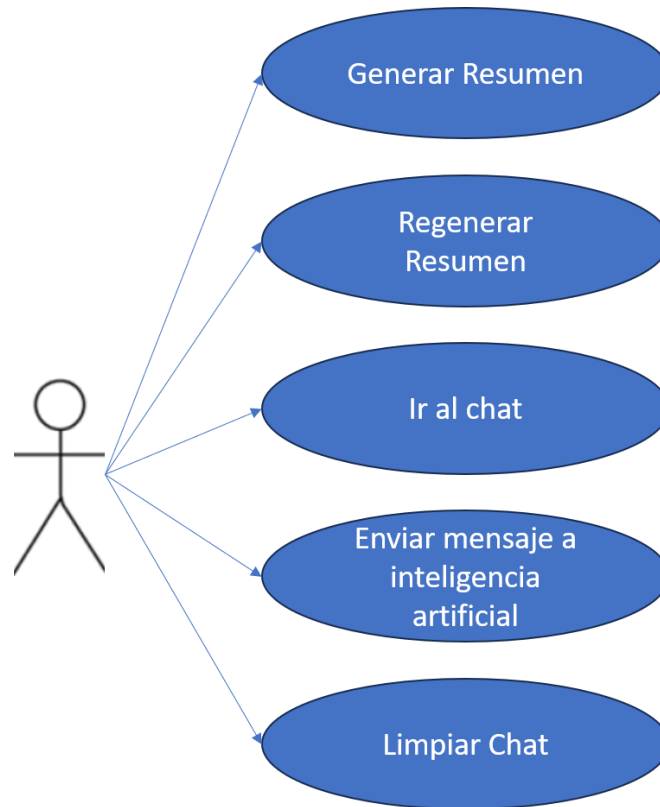 Generar Resumen
Regenerar
Resumen
Ir al chat
Enviar mensaje a
inteligencia
artificial
Limpiar Chat